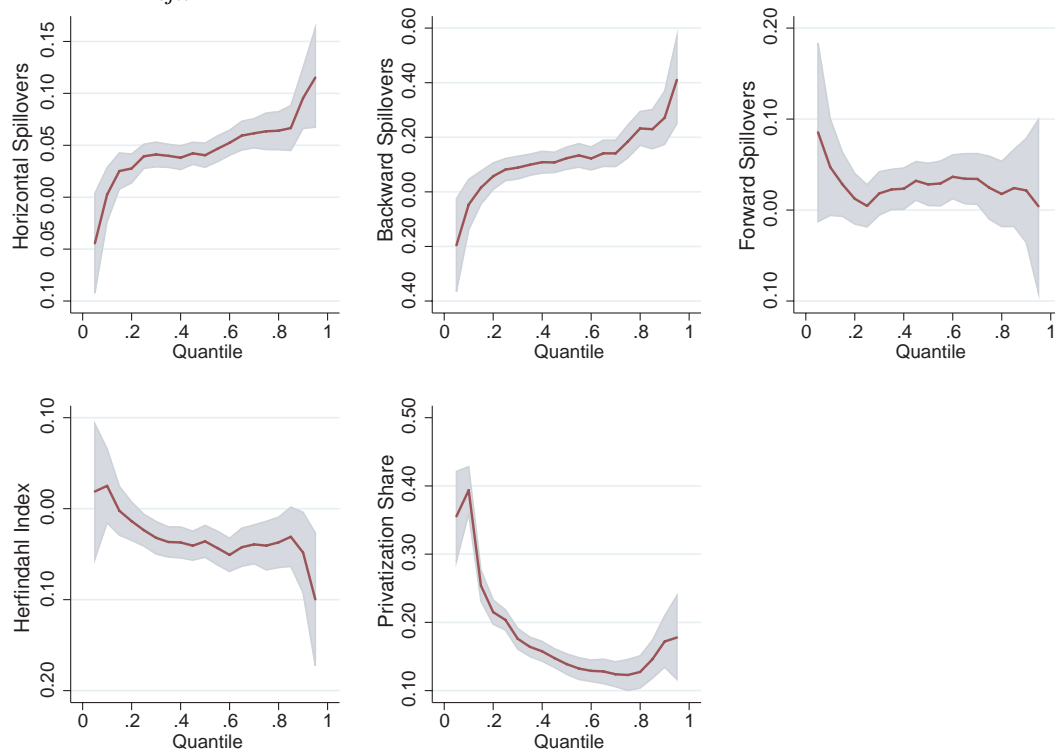 Horizontal Spillovers
0.15
0.10
0.05
0.00
0.05
0.10
0 .2 .4 .6 .8 1
Quantile
Backward Spillovers
0.60
0.40
0.20
0.00
0.20
0.40
0 .2 .4 .6 .8 1
Quantile
Forward Spillovers
0.20
0.10
0.00
0.10
0 .2 .4 .6 .8 1
Quantile
Herfindahl Index
0.10
0.00
0.10
0.20
0 .2 .4 .6 .8 1
Quantile
Privatization Share
0.50
0.40
0.30
0.20
0.10
0 .2 .4 .6 .8 1
Quantile